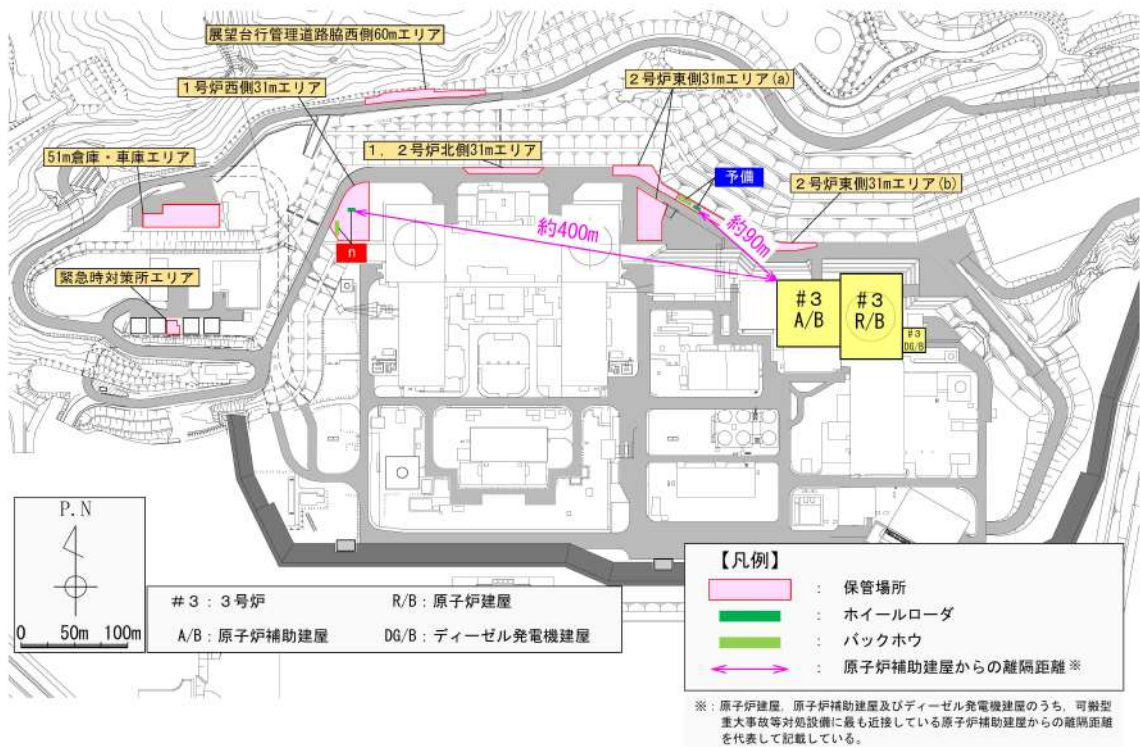 展望台行管理道路脇西側60mエリア
1号炉西側31mエリア
2号炉東側31mエリア(a)
51m倉庫・車庫エリア
1，2号炉北側31mエリア
予備
2号炉東側31mエリア(b)
約400m
約90m
n
緊急時対策所エリア
#3
A/B
#3
R/B
#3
DG/B
P.N
0 50m 100m
#3：3号炉 R/B：原子炉建屋
A/B：原子炉補助建屋 DG/B：ディーゼル発電機建屋
【凡例】
： 保管場所
： ホイールローダ
： バックホウ
： 原子炉補助建屋からの離隔距離※
※：原子炉建屋，原子炉補助建屋及びディーゼル発電機建屋のうち，可搬型
重大事故等対処設備に最も近接している原子炉補助建屋からの離隔距離
を代表して記載している。